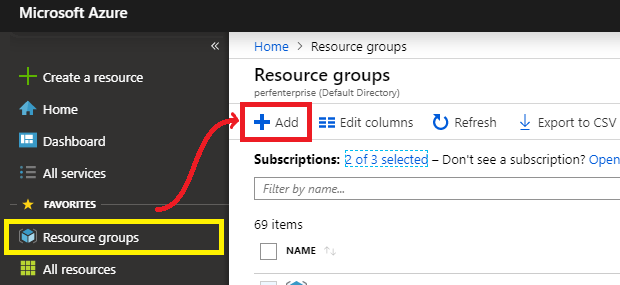 Microsoft Azure
«
Create a resource
Home
Dashboard
All services
FAVORITES
Resource groups
All resources
Home > Resource groups
Resource groups
perfenterprise (Default Directory)
Add Edit columns Refresh Export to CSV
Subscriptions: 2 of 3 selected – Don't see a subscription? Open
Filter by name...
69 items
NAME